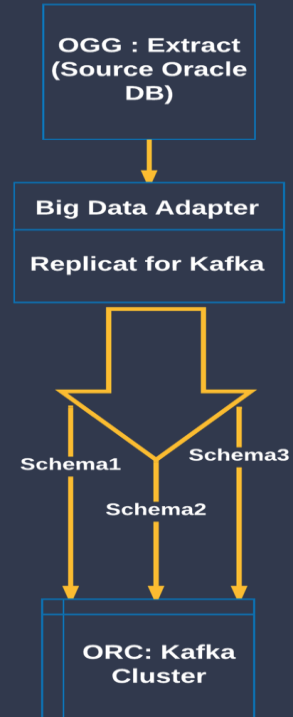 OGG : Extract
(Source Oracle
DB)
Big Data Adapter
Replicat for Kafka
Schema1
Schema3
Schema2
ORC: Kafka
Cluster